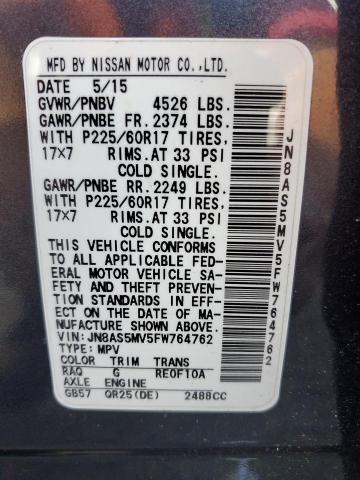 MFD BY NISSAN MOTOR CO.,LTD.
DATE 5/15
GVWR/PNBV 4526 LBS.
GAWR/PNBE FR. 2374 LBS.
WITH P225/60R17 TIRES,
17×7 RIMS.AT 33 PSI
COLD SINGLE.
GAWR/PNBE RR. 2249 LBS.
WITH P225/60R17 TIRES,
17×7 RIMS.AT 33 PSI
COLD SINGLE.
THIS VEHICLE CONFORMS
TO ALL APPLICABLE FED-
ERAL MOTOR VEHICLE SA-
FETY AND THEFT PREVEN-
TION STANDARDS IN EFF-
ECT ON THE DATE OF MA-
NUFACTURE SHOWN ABOVE.
VIN: JN8AS5MV5FW764762
TYPE: MPV
COLOR TRIM TRANS
RAQ G RE0F10A
AXLE ENGINE
GB57 QR25(DE) 2488CC
JN8AS5MV5FW764762